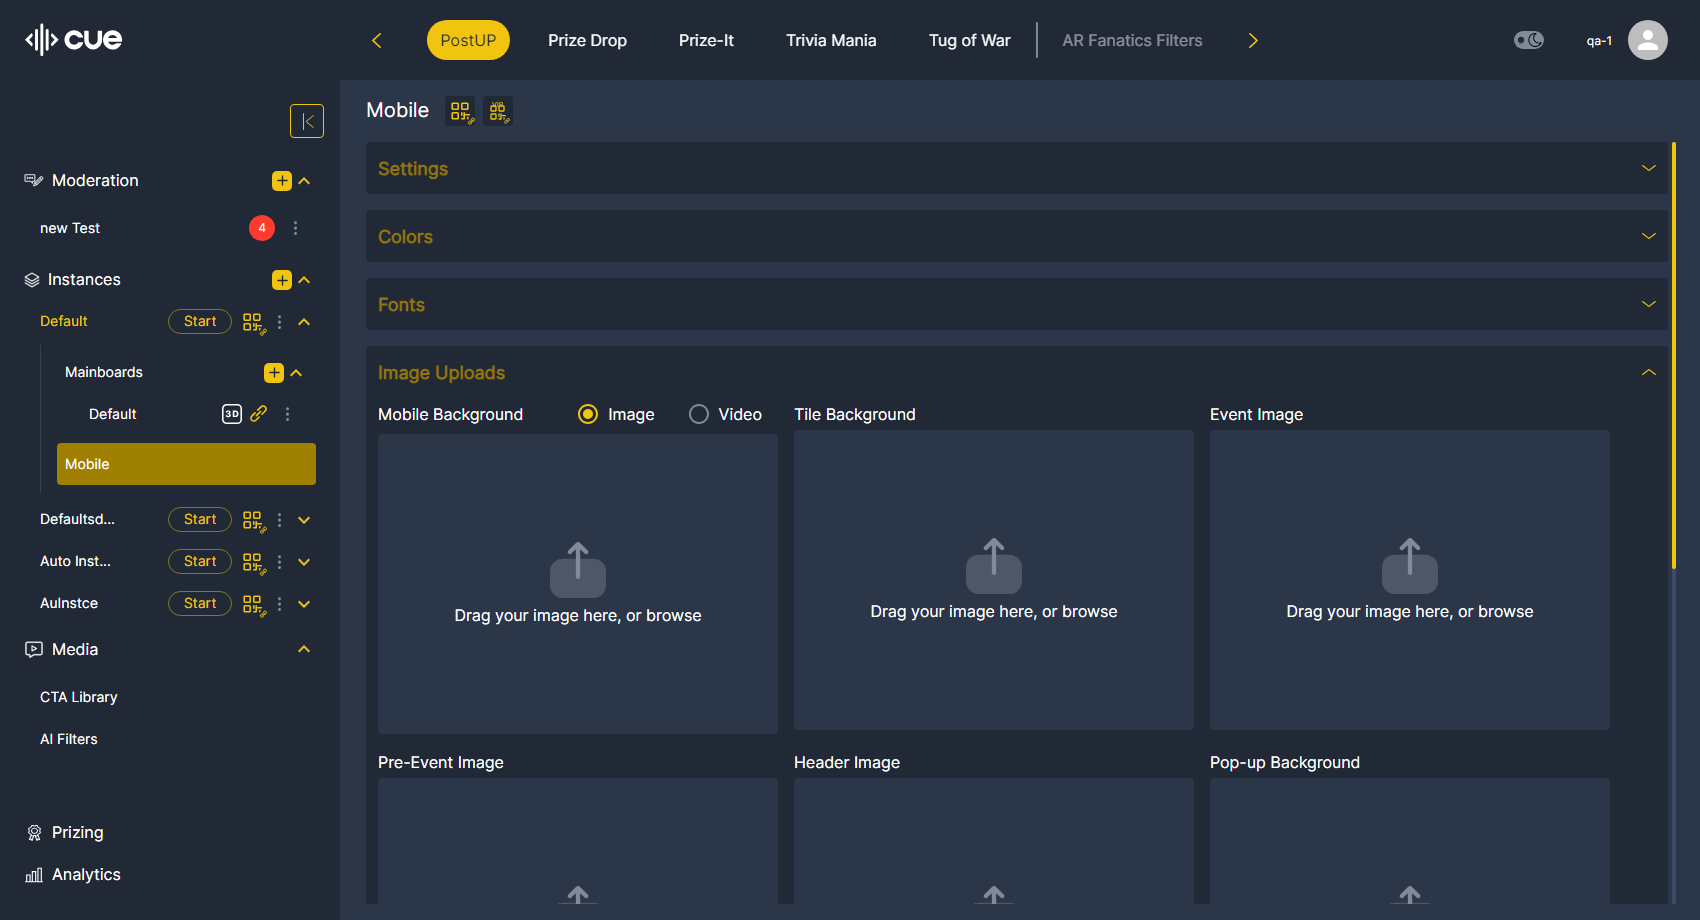 cue
PostUP
Prize Drop
Prize-It
Trivia Mania
Tug of War
AR Fanatics Filters
qa-1
Moderation
new Test
4
Instances
Default
Start
Mainboards
Default
3D
Mobile
Defaultsd...
Start
Auto Inst...
Start
AuInstce
Start
Media
CTA Library
AI Filters
Prizing
Analytics
Mobile
VIP
Settings
Colors
Fonts
Image Uploads
Mobile Background
Image
Video
Tile Background
Event Image
Drag your image here, or browse
Drag your image here, or browse
Drag your image here, or browse
Pre-Event Image
Header Image
Pop-up Background